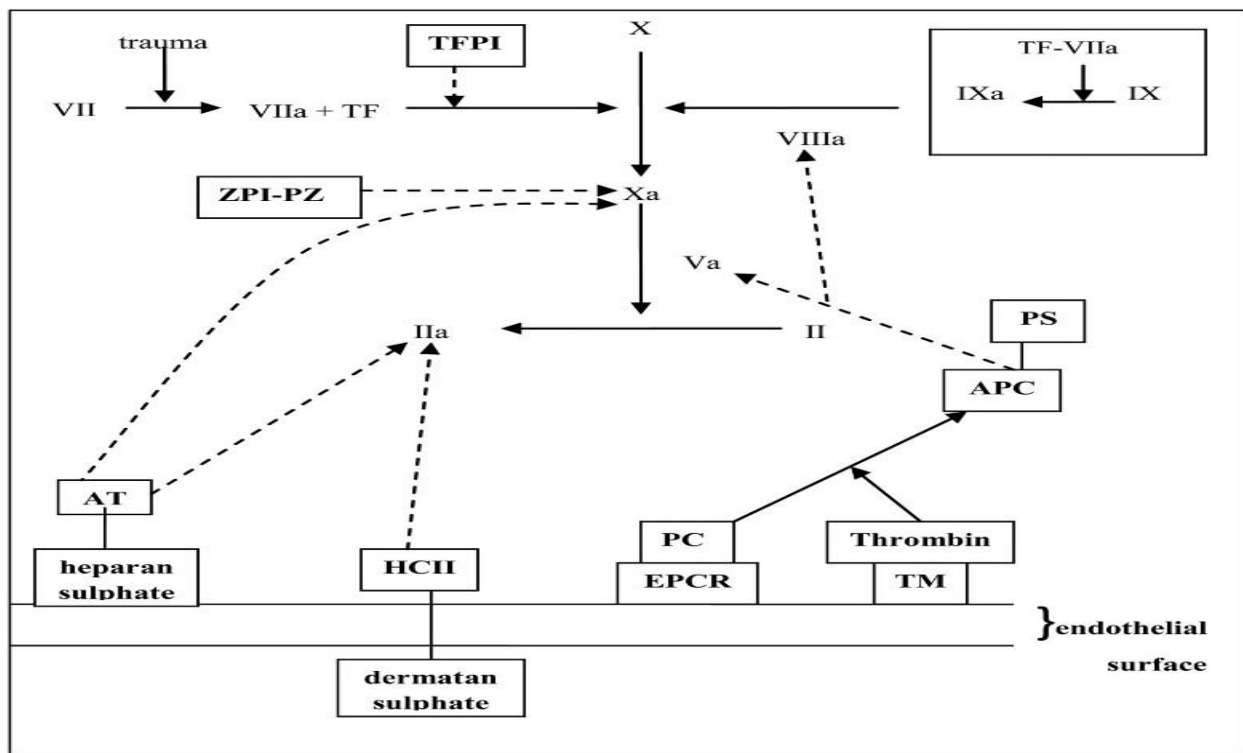 trauma
TFPI
X
TF-VIIa
VII
VIIa + TF
IXa
IX
VIIIa
ZPI-PZ
Xa
Va
IIa
II
PS
APC
AT
PC
Thrombin
heparan
sulphate
HCII
EPCR
TM
}endothelial
surface
dermatan
sulphate